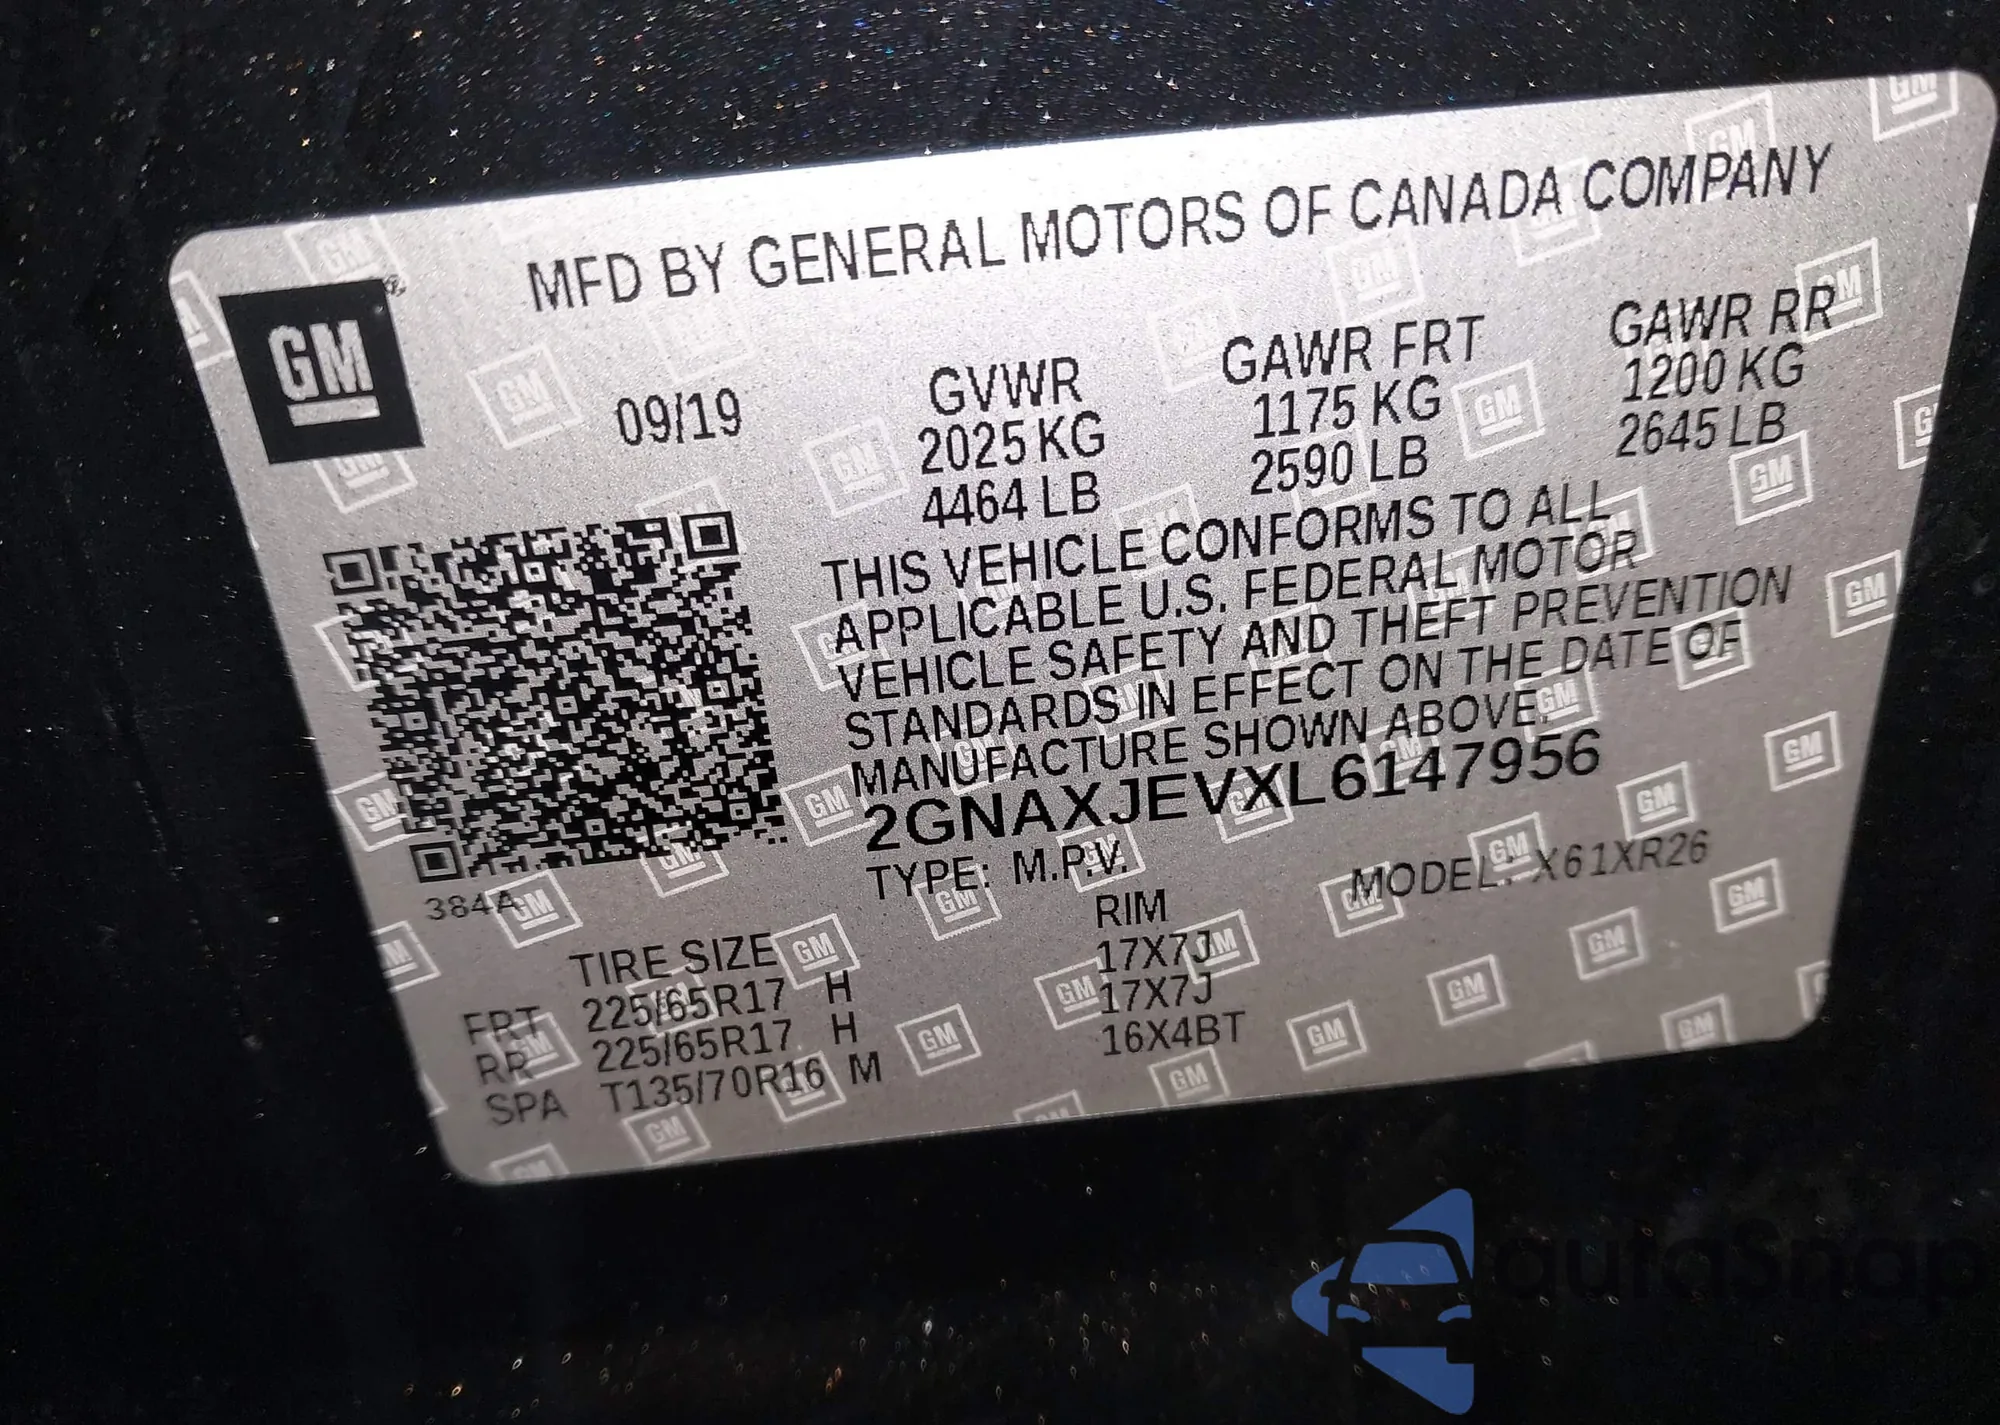 MFD BY GENERAL MOTORS OF CANADA COMPANY
GM
09/19
GVWR GAWR FRT GAWR RR
2025 KG 1175 KG 1200 KG
4464 LB 2590 LB 2645 LB
THIS VEHICLE CONFORMS TO ALL
APPLICABLE U.S. FEDERAL MOTOR
VEHICLE SAFETY AND THEFT PREVENTION
STANDARDS IN EFFECT ON THE DATE OF
MANUFACTURE SHOWN ABOVE.
2GNAXJEVXL6147956
TYPE: M.P.V. MODEL: X61XR26
384A
TIRE SIZE RIM
FRT 225/65R17 H 17X7J
RR 225/65R17 H 17X7J
SPA T135/70R16 M 16X4BT
autoSnap